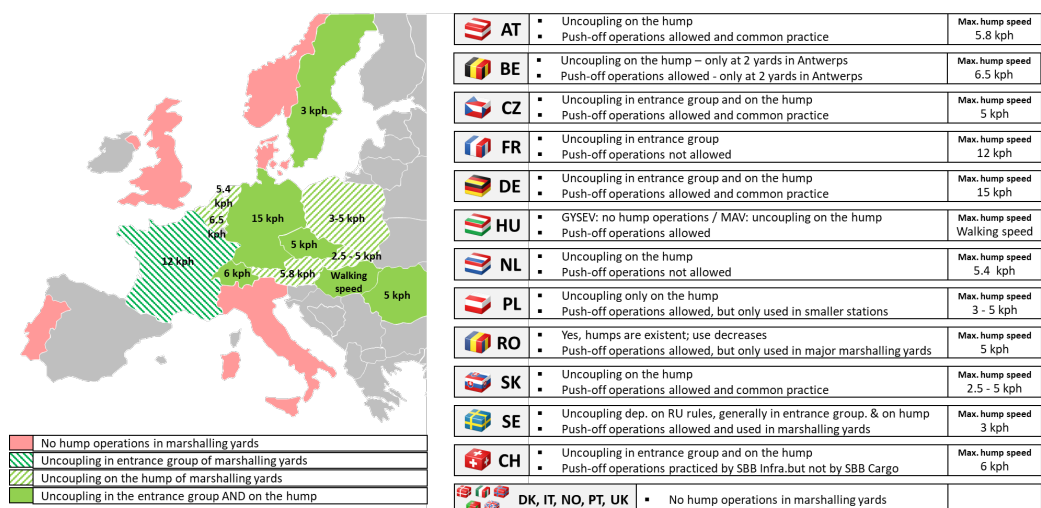 3 kph
5.4
kph
6.5
kph
15 kph
3-5 kph
5 kph
2.5 - 5 kph
12 kph
6 kph
5.8 kph
Walking
speed
5 kph
No hump operations in marshalling yards
Uncoupling in entrance group of marshalling yards
Uncoupling on the hump of marshalling yards
Uncoupling in the entrance group AND on the hump
AT
▪ Uncoupling on the hump
▪ Push-off operations allowed and common practice
Max. hump speed
5.8 kph
BE
▪ Uncoupling on the hump – only at 2 yards in Antwerps
▪ Push-off operations allowed - only at 2 yards in Antwerps
Max. hump speed
6.5 kph
CZ
▪ Uncoupling in entrance group and on the hump
▪ Push-off operations allowed and common practice
Max. hump speed
5 kph
FR
▪ Uncoupling in entrance group
▪ Push-off operations not allowed
Max. hump speed
12 kph
DE
▪ Uncoupling in entrance group and on the hump
▪ Push-off operations allowed and common practice
Max. hump speed
15 kph
HU
▪ GYSEV: no hump operations / MAV: uncoupling on the hump
▪ Push-off operations allowed
Max. hump speed
Walking speed
NL
▪ Uncoupling on the hump
▪ Push-off operations not allowed
Max. hump speed
5.4 kph
PL
▪ Uncoupling only on the hump
▪ Push-off operations allowed, but only used in smaller stations
Max. hump speed
3 - 5 kph
RO
▪ Yes, humps are existent; use decreases
▪ Push-off operations allowed, but only used in major marshalling yards
Max. hump speed
5 kph
SK
▪ Uncoupling on the hump
▪ Push-off operations allowed and common practice
Max. hump speed
2.5 - 5 kph
SE
▪ Uncoupling dep. on RU rules, generally in entrance group. & on hump
▪ Push-off operations allowed and used in marshalling yards
Max. hump speed
3 kph
CH
▪ Uncoupling in entrance group and on the hump
▪ Push-off operations practiced by SBB Infra.but not by SBB Cargo
Max. hump speed
6 kph
DK, IT, NO, PT, UK
▪ No hump operations in marshalling yards